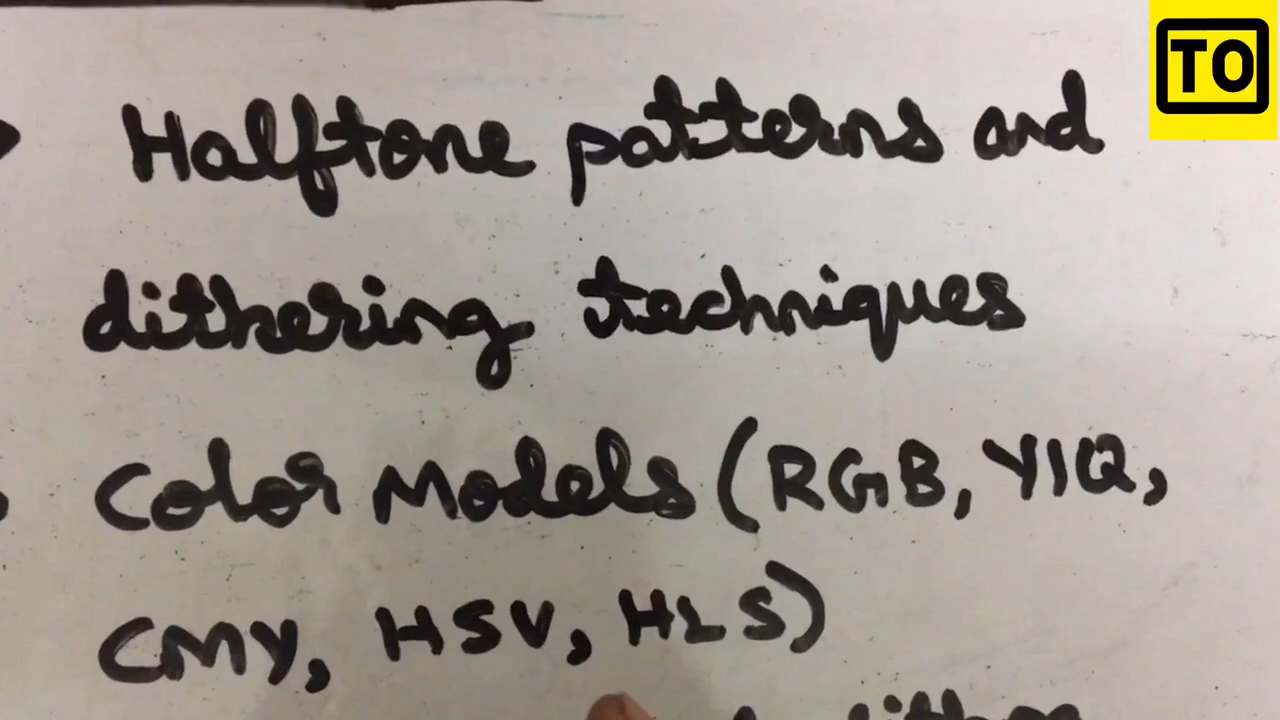 TO
Halftone patterns and
dithering techniques
Color Models (RGB, YIQ,
CMY, HSV, HLS)